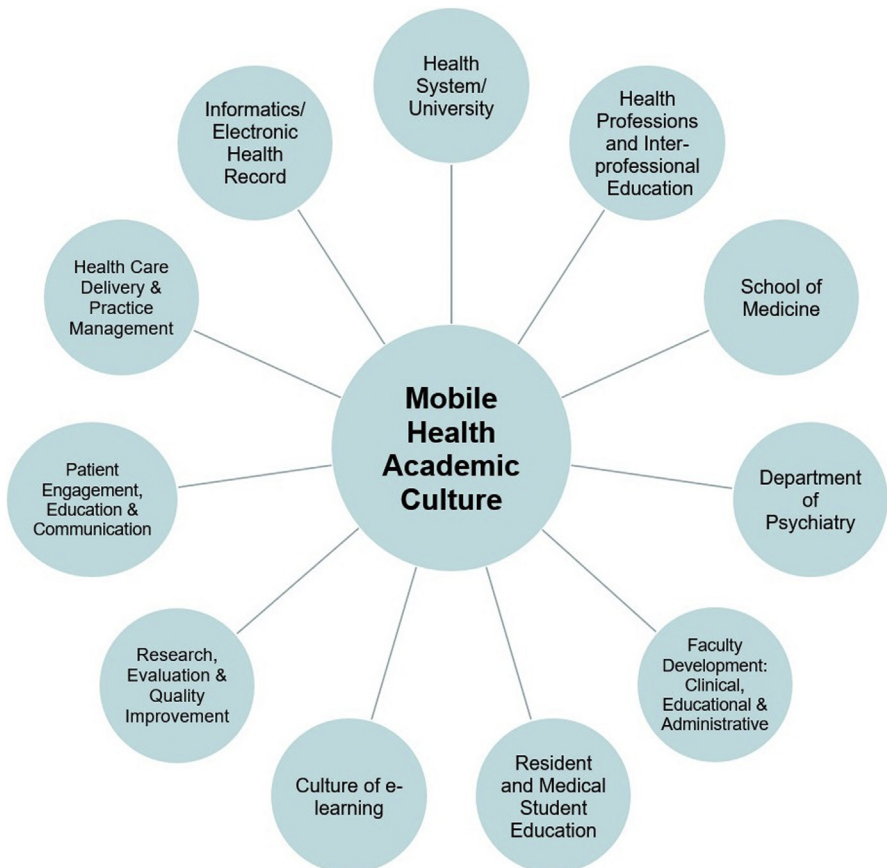 Health
System/
University
Health
Professions
and Inter-
professional
Education
School of
Medicine
Department
of
Psychiatry
Faculty
Development:
Clinical,
Educational &
Administrative
Resident
and Medical
Student
Education
Culture of e-
learning
Research,
Evaluation &
Quality
Improvement
Patient
Engagement,
Education &
Communication
Health Care
Delivery &
Practice
Management
Informatics/
Electronic
Health
Record
Mobile
Health
Academic
Culture